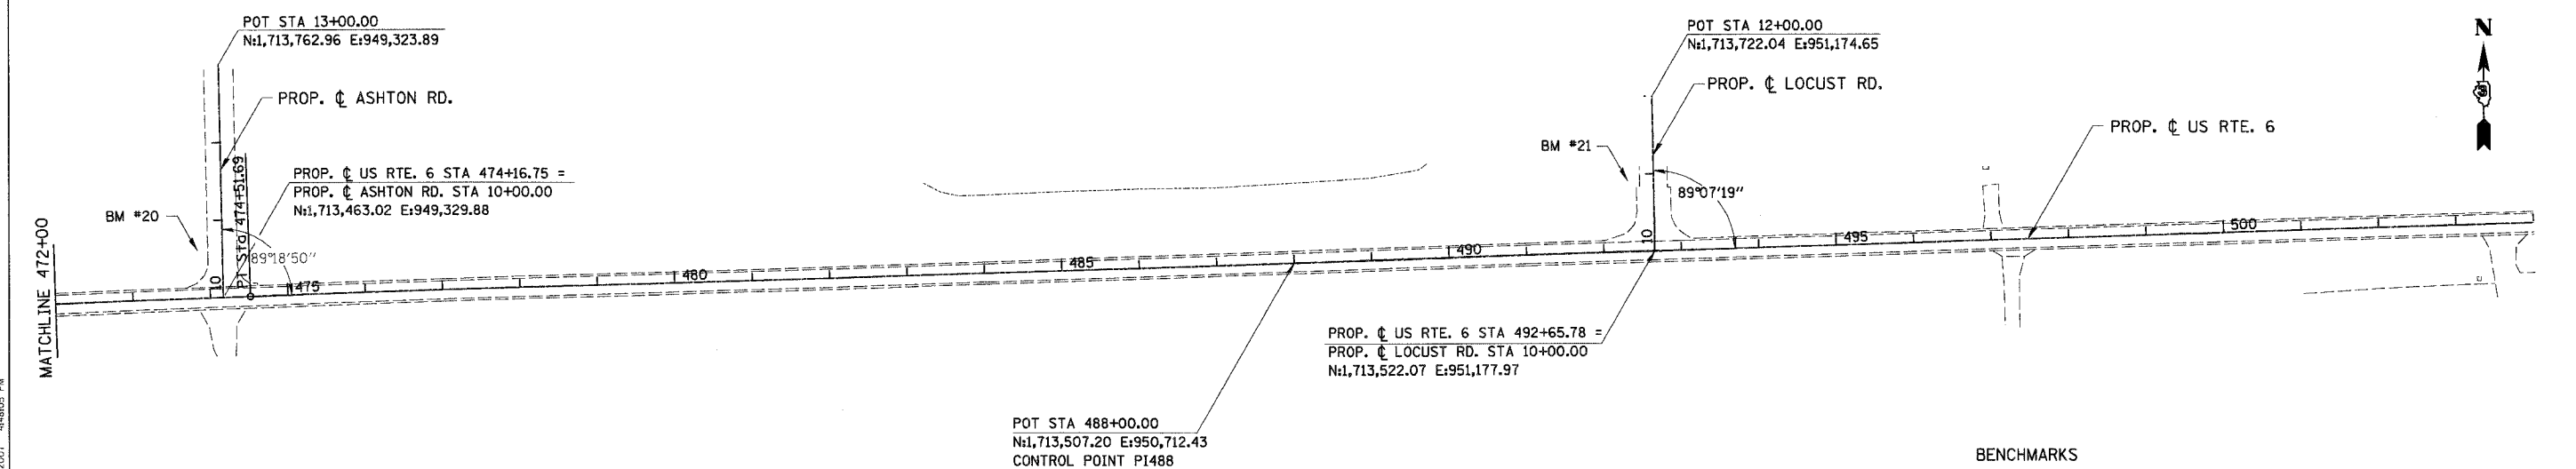 POT STA 13+00.00
N:1,713,762.96 E:949,323.89
PROP. ℄ ASHTON RD.
PROP. ℄ US RTE. 6 STA 474+16.75 =
PROP. ℄ ASHTON RD. STA 10+00.00
N:1,713,463.02 E:949,329.88
BM #20
MATCHLINE 472+00
10
PI Sta 474+51.69
89°18'50"
475
480
485
490
495
500
POT STA 12+00.00
N:1,713,722.04 E:951,174.65
PROP. ℄ LOCUST RD.
BM #21
89°07'19"
10
PROP. ℄ US RTE. 6
N
PROP. ℄ US RTE. 6 STA 492+65.78 =
PROP. ℄ LOCUST RD. STA 10+00.00
N:1,713,522.07 E:951,177.97
POT STA 488+00.00
N:1,713,507.20 E:950,712.43
CONTROL POINT PI488
BENCHMARKS